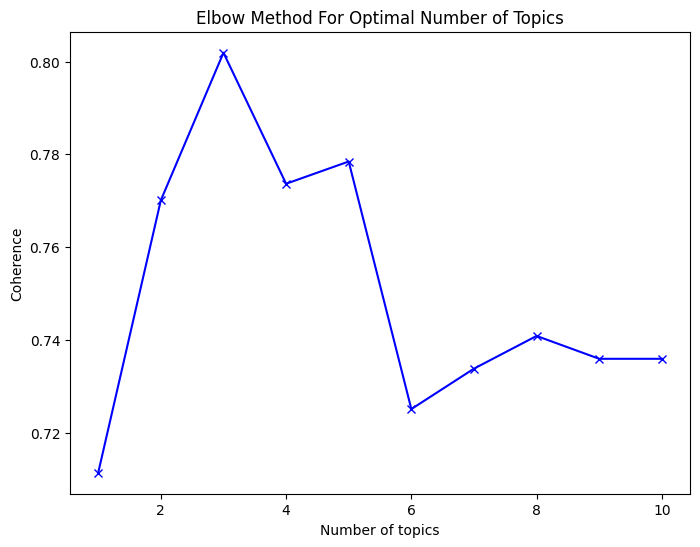 Elbow Method For Optimal Number of Topics
0.80
0.78
0.76
0.74
0.72
Coherence
2 4 6 8 10
Number of topics